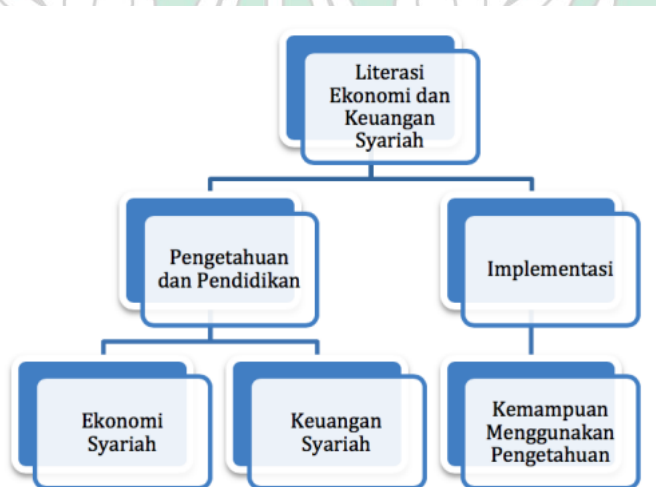 Literasi
Ekonomi dan
Keuangan
Syariah
Pengetahuan
dan Pendidikan
Implementasi
Ekonomi
Syariah
Keuangan
Syariah
Kemampuan
Menggunakan
Pengetahuan